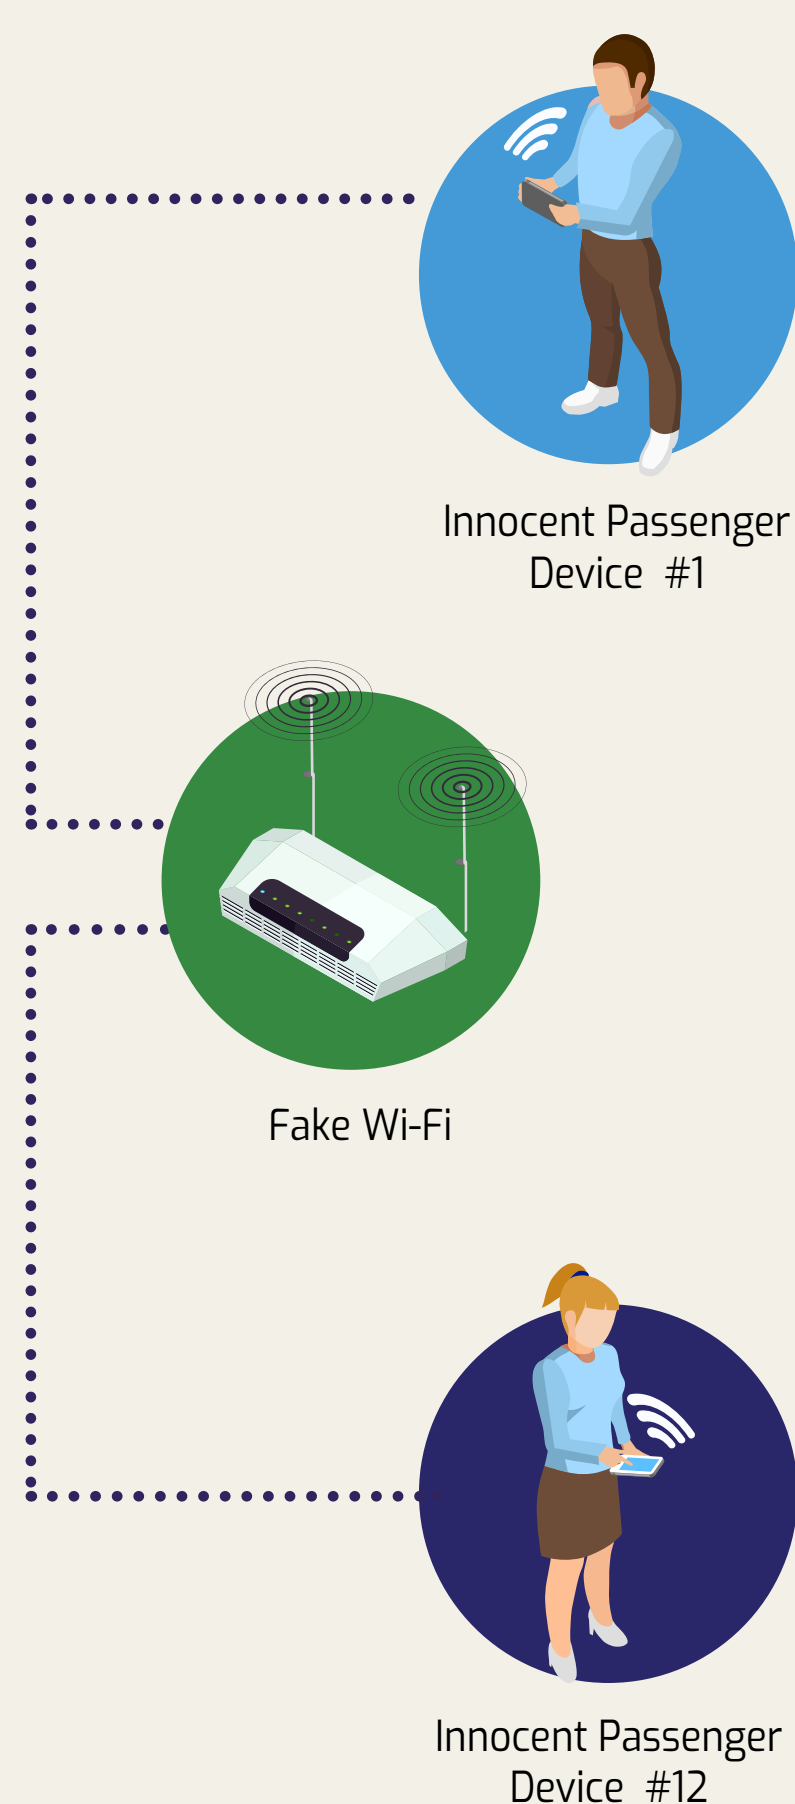 Innocent Passenger
Device #1
Fake Wi-Fi
Innocent Passenger
Device #12